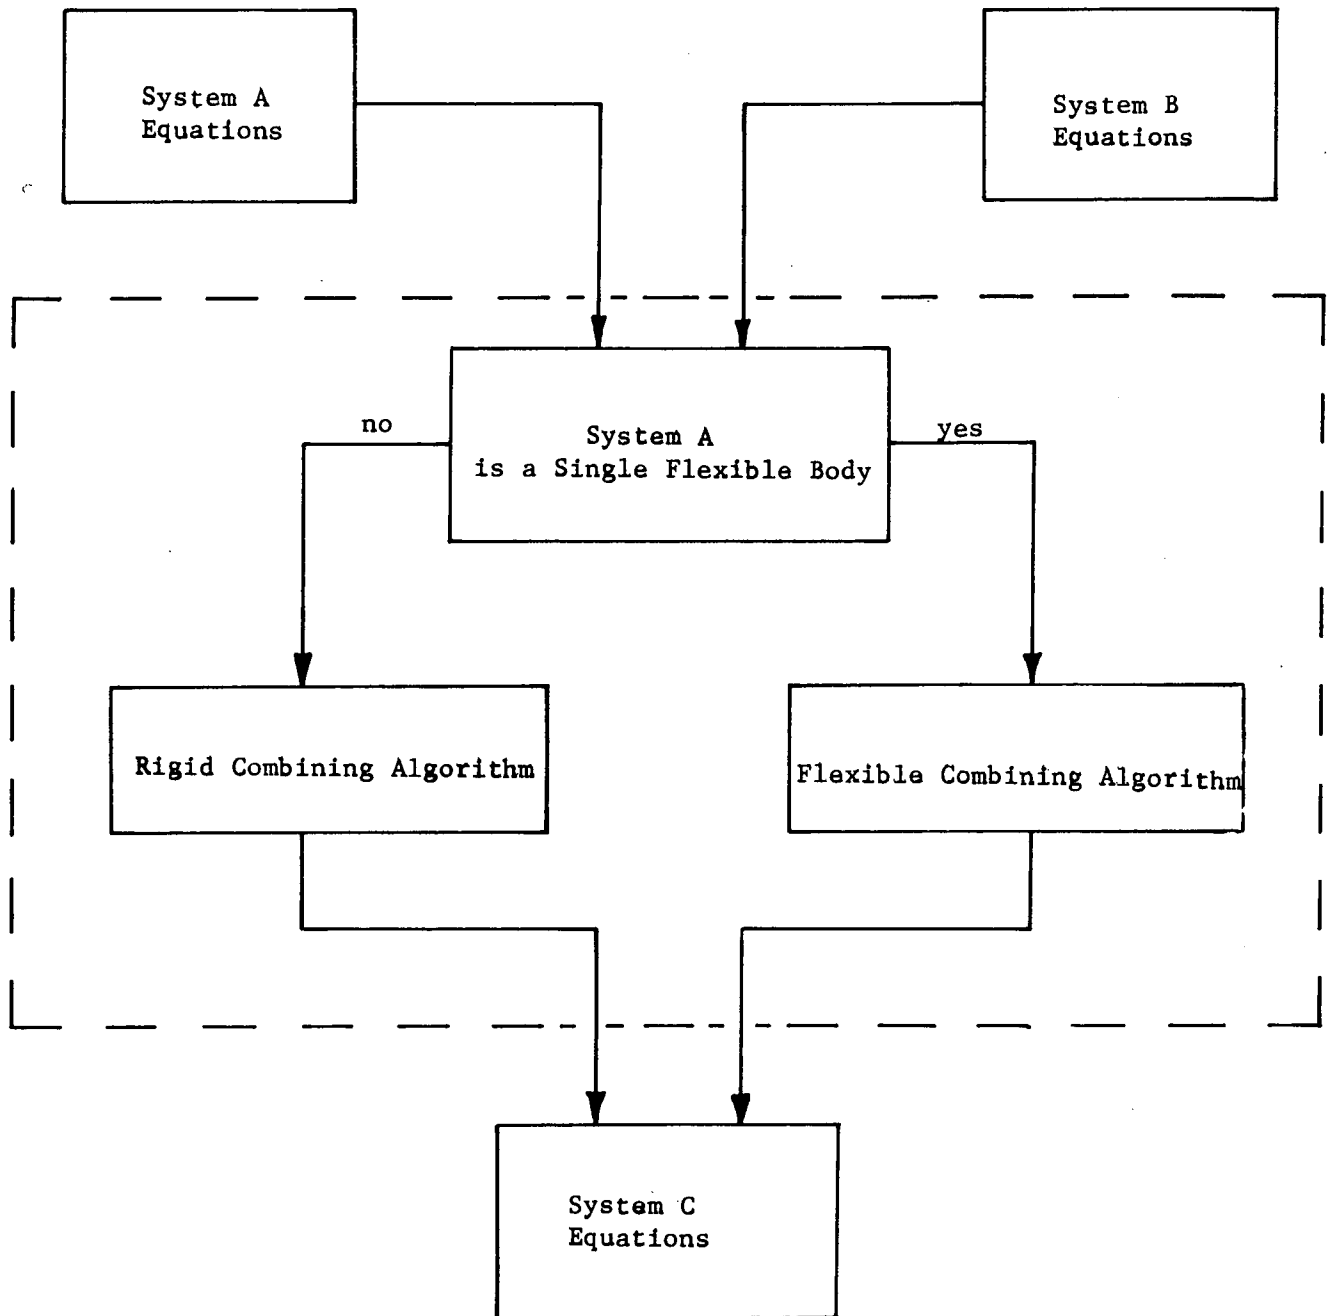 System A
Equations
System B
Equations
no
yes
System A
is a Single Flexible Body
Rigid Combining Algorithm
Flexible Combining Algorithm
System C
Equations